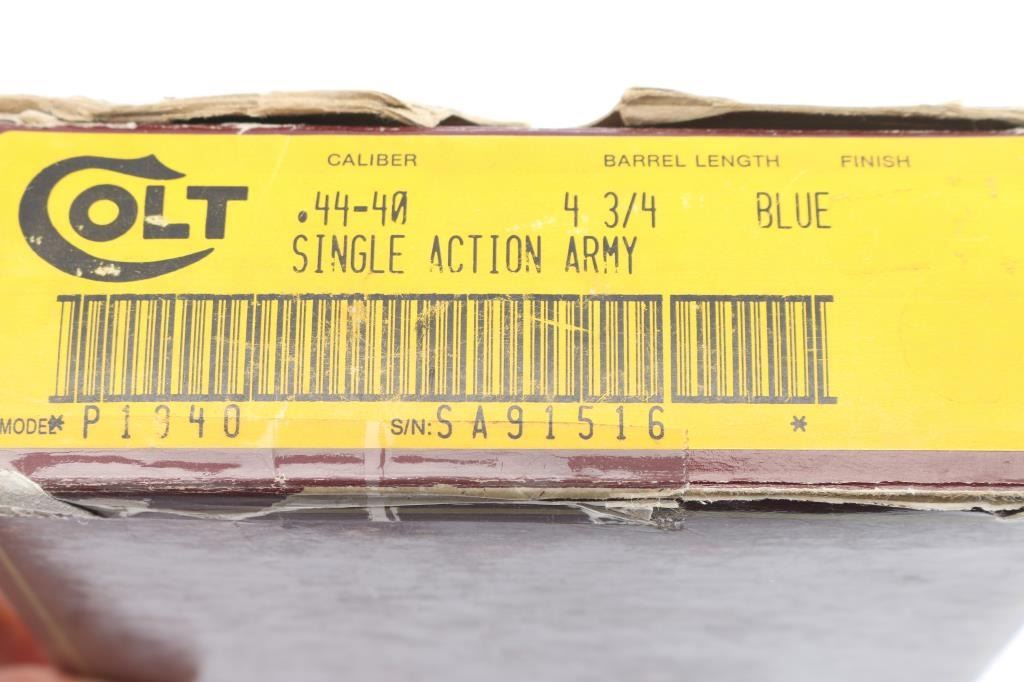 COLT
CALIBER BARREL LENGTH FINISH
.44-40 4 3/4 BLUE
SINGLE ACTION ARMY
MODEL* P1940 S/N: SA91516 *